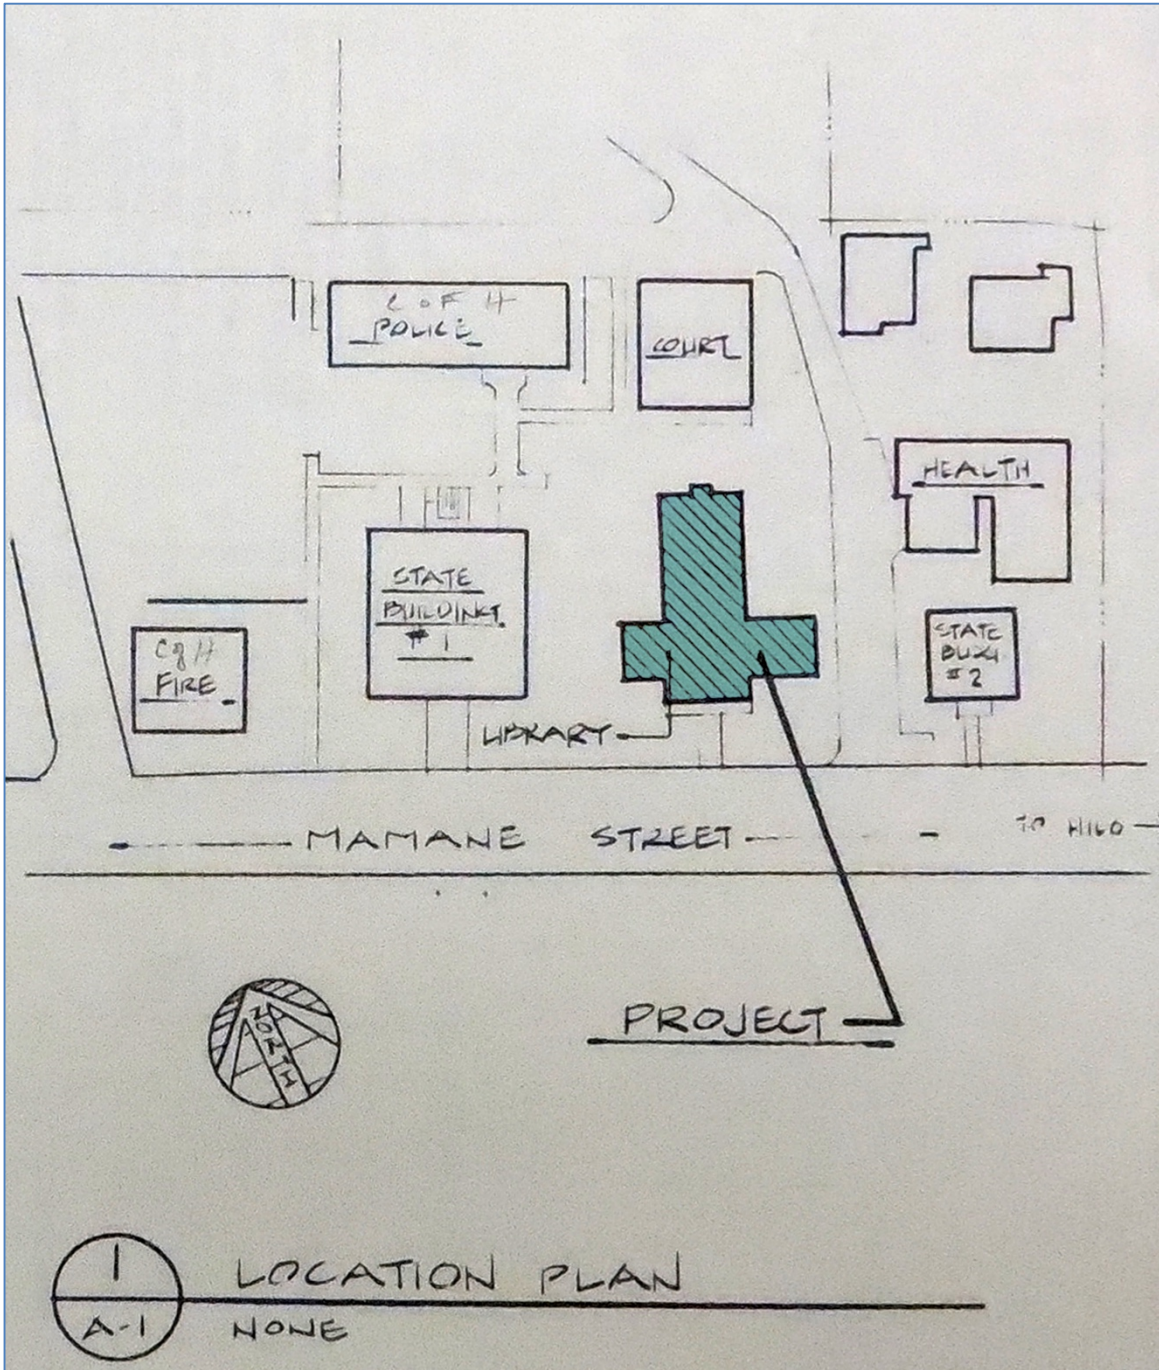 C OF H
POLICE
COURT
HEALTH
STATE
BUILDING
# 1
C of H
FIRE
STATE
BLDG
# 2
LIBRARY
MAMANE STREET
TO HILO
NORTH
PROJECT
1
A-1
LOCATION PLAN
NONE